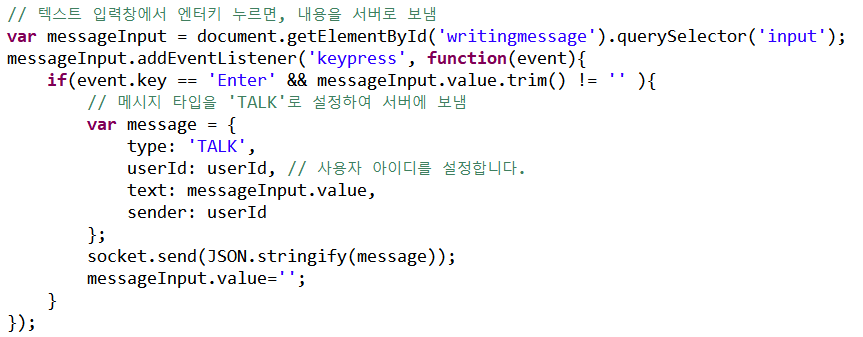 // 텍스트 입력창에서 엔터키 누르면, 내용을 서버로 보냄
var messageInput = document.getElementById('writingmessage').querySelector('input');
messageInput.addEventListener('keypress', function(event){
    if(event.key == 'Enter' && messageInput.value.trim() != '' ){
        // 메시지 타입을 'TALK'로 설정하여 서버에 보냄
        var message = {
            type: 'TALK',
            userId: userId, // 사용자 아이디를 설정합니다.
            text: messageInput.value,
            sender: userId
        };
        socket.send(JSON.stringify(message));
        messageInput.value='';
    }
});